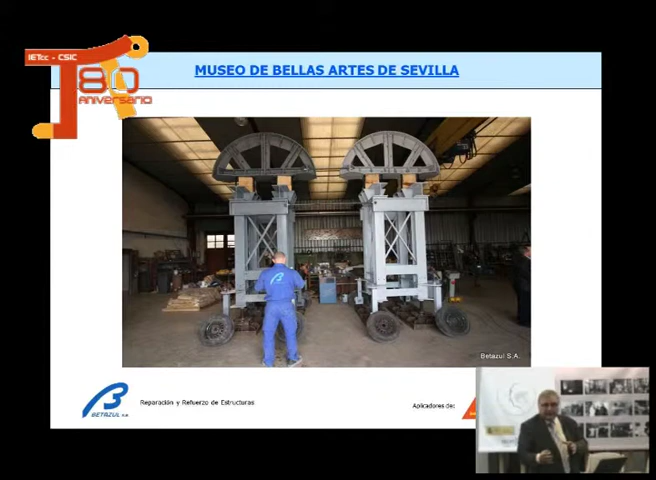 IETcc - CSIC
80
Aniversario
MUSEO DE BELLAS ARTES DE SEVILLA
Betazul S.A.
BETAZUL S.A.
Reparación y Refuerzo de Estructuras
Aplicadores de: